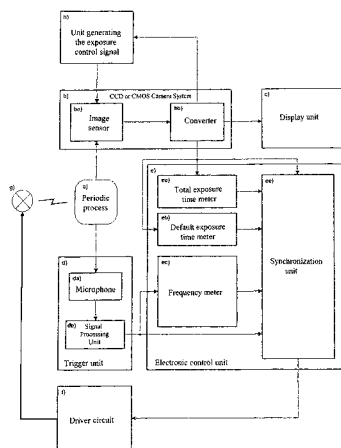 h)
Unit generating
the exposure
control signal
b)
CCD or CMOS Camera System
ba)
Image
sensor
bb)
Converter
c)
Display unit
g)
a)
Periodic
process
e)
ea)
Total exposure
time meter
eb)
Default exposure
time meter
ec)
Frequency meter
ee)
Synchronization
unit
Electronic control unit
d)
da)
Microphone
db)
Signal
Processing
Unit
Trigger unit
f)
Driver circuit